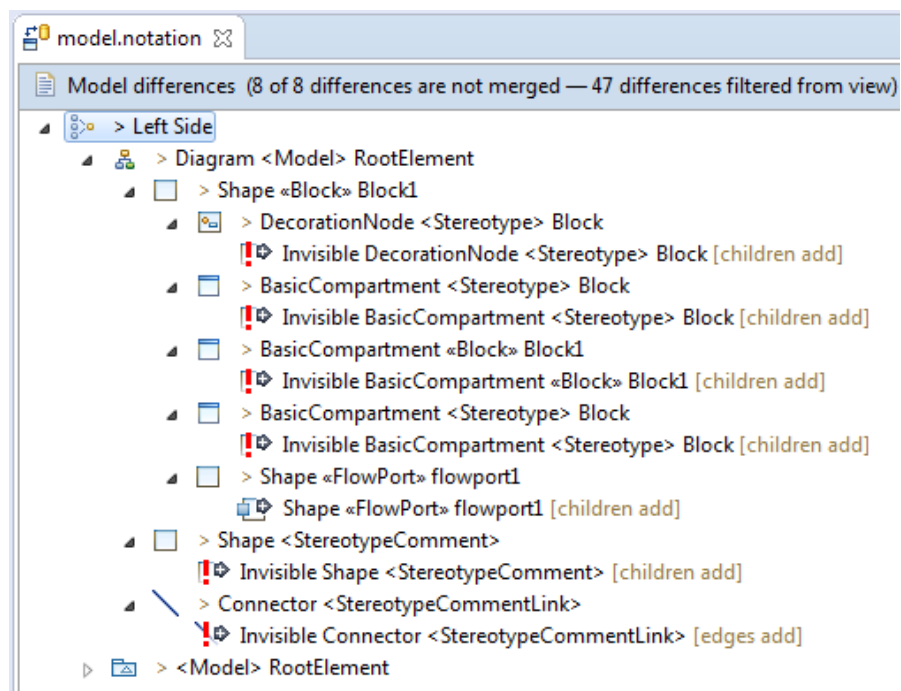 model.notation
Model differences (8 of 8 differences are not merged — 47 differences filtered from view)
> Left Side
> Diagram <Model> RootElement
> Shape «Block» Block1
> DecorationNode <Stereotype> Block
Invisible DecorationNode <Stereotype> Block [children add]
> BasicCompartment <Stereotype> Block
Invisible BasicCompartment <Stereotype> Block [children add]
> BasicCompartment «Block» Block1
Invisible BasicCompartment «Block» Block1 [children add]
> BasicCompartment <Stereotype> Block
Invisible BasicCompartment <Stereotype> Block [children add]
> Shape «FlowPort» flowport1
Shape «FlowPort» flowport1 [children add]
> Shape <StereotypeComment>
Invisible Shape <StereotypeComment> [children add]
> Connector <StereotypeCommentLink>
Invisible Connector <StereotypeCommentLink> [edges add]
> <Model> RootElement